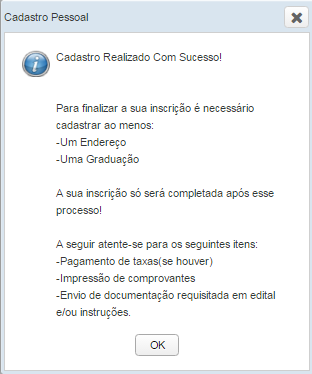 Cadastro Pessoal
Cadastro Realizado Com Sucesso!
Para finalizar a sua inscrição é necessário
cadastrar ao menos:
-Um Endereço
-Uma Graduação
A sua inscrição só será completada após esse
processo!
A seguir atente-se para os seguintes itens:
-Pagamento de taxas(se houver)
-Impressão de comprovantes
-Envio de documentação requisitada em edital
e/ou instruções.
OK